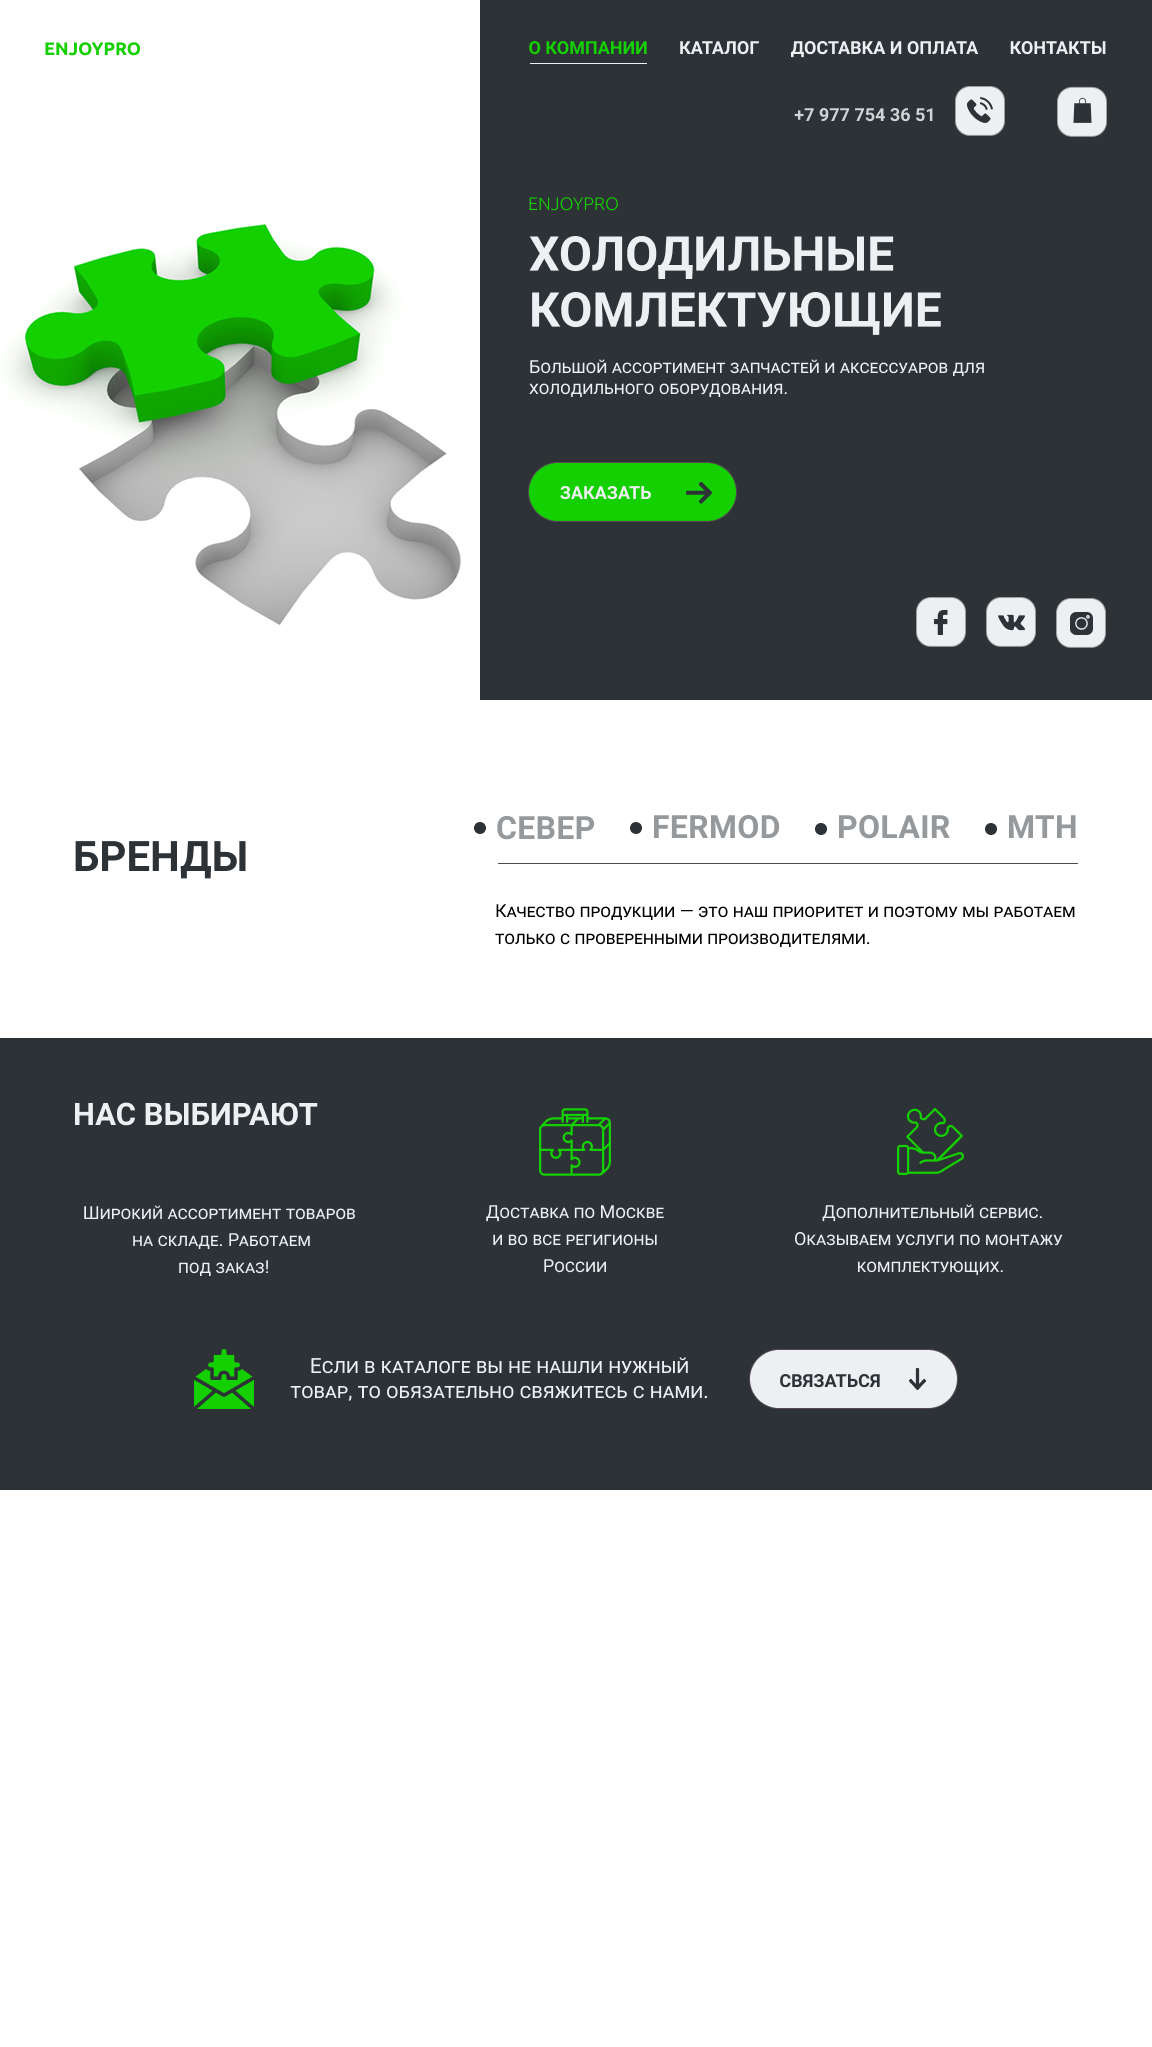 ENJOYPRO
О КОМПАНИИ КАТАЛОГ ДОСТАВКА И ОПЛАТА КОНТАКТЫ
+7 977 754 36 51
ENJOYPRO
ХОЛОДИЛЬНЫЕ
КОМЛЕКТУЮЩИЕ
Большой ассортимент запчастей и аксессуаров для
холодильного оборудования.
ЗАКАЗАТЬ
БРЕНДЫ
СЕВЕР FERMOD POLAIR МТН
Качество продукции — это наш приоритет и поэтому мы работаем
только с проверенными производителями.
НАС ВЫБИРАЮТ
Широкий ассортимент товаров
на складе. Работаем
под заказ!
Доставка по Москве
и во все регигионы
России
Дополнительный сервис.
Оказываем услуги по монтажу
комплектующих.
Если в каталоге вы не нашли нужный
товар, то обязательно свяжитесь с нами.
СВЯЗАТЬСЯ